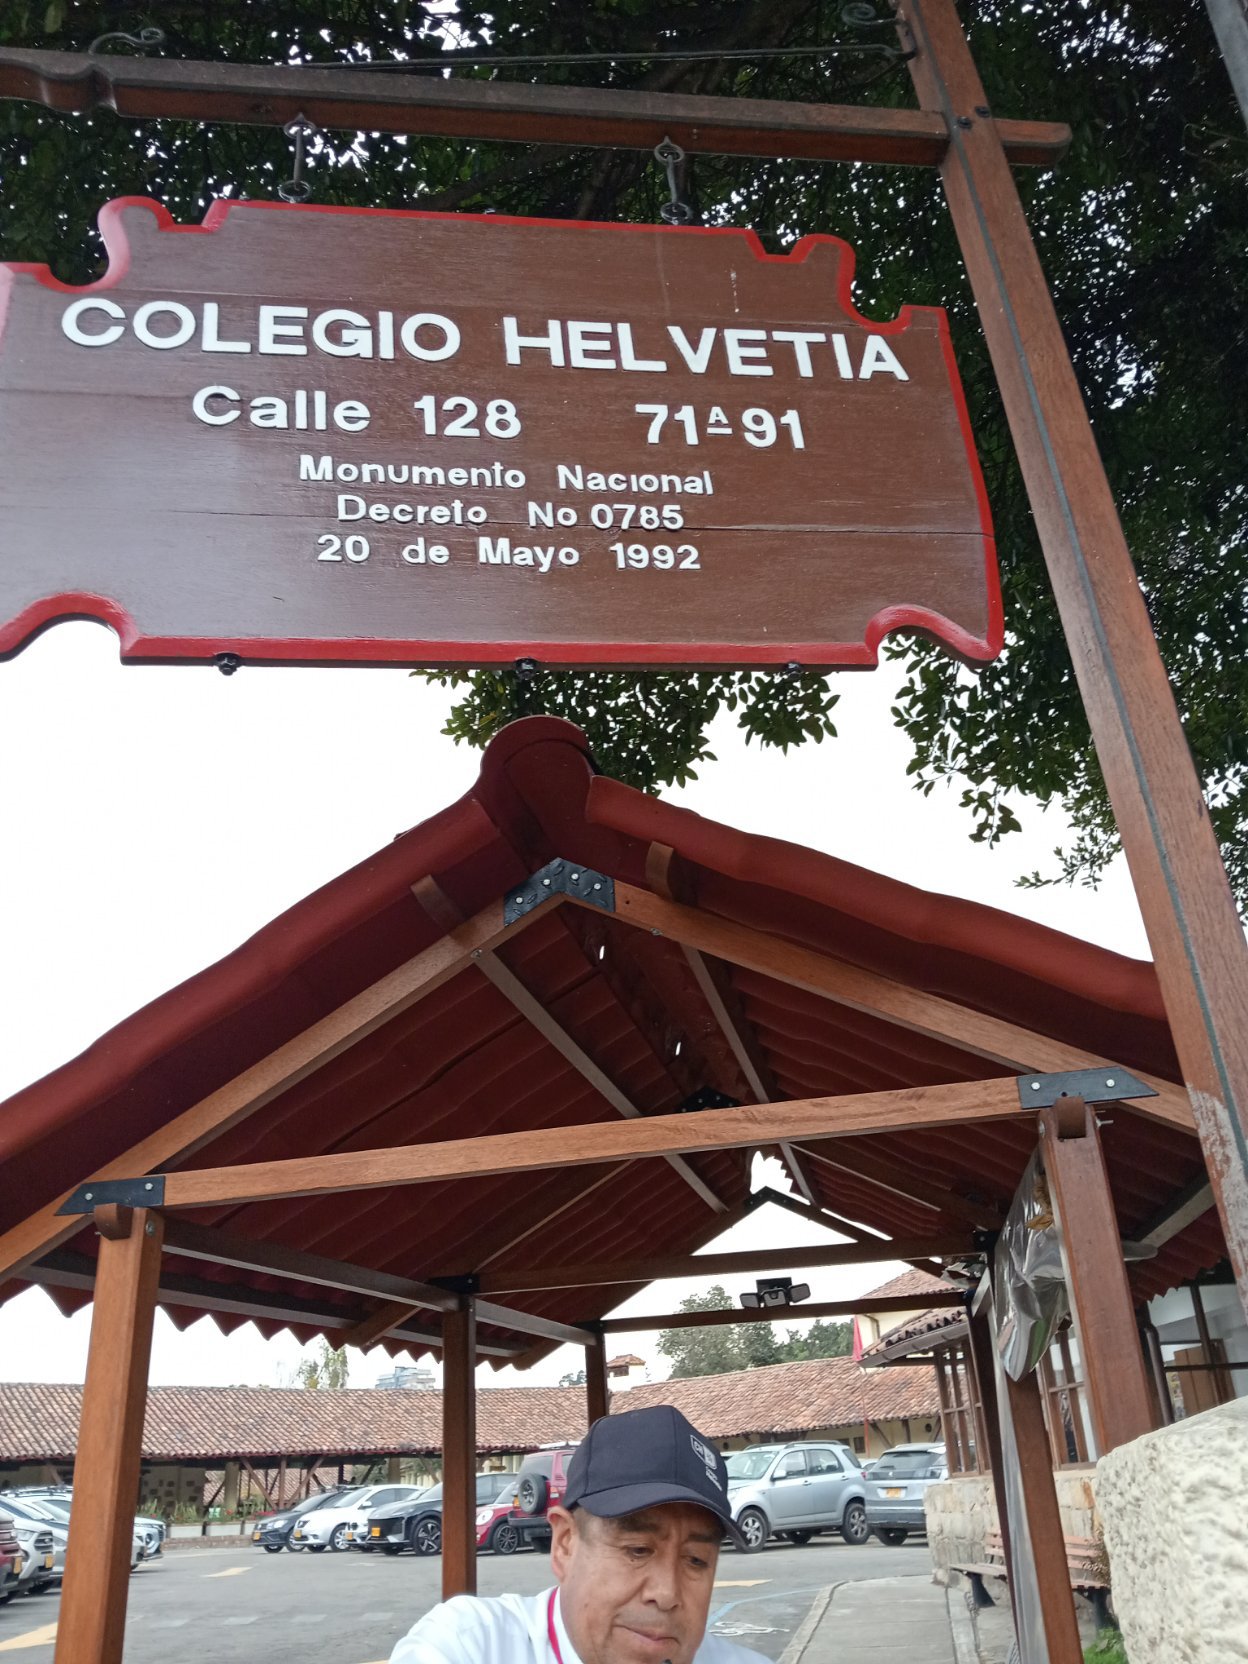 COLEGIO HELVETIA
Calle 128 71A-91
Monumento Nacional
Decreto No 0785
20 de Mayo 1992